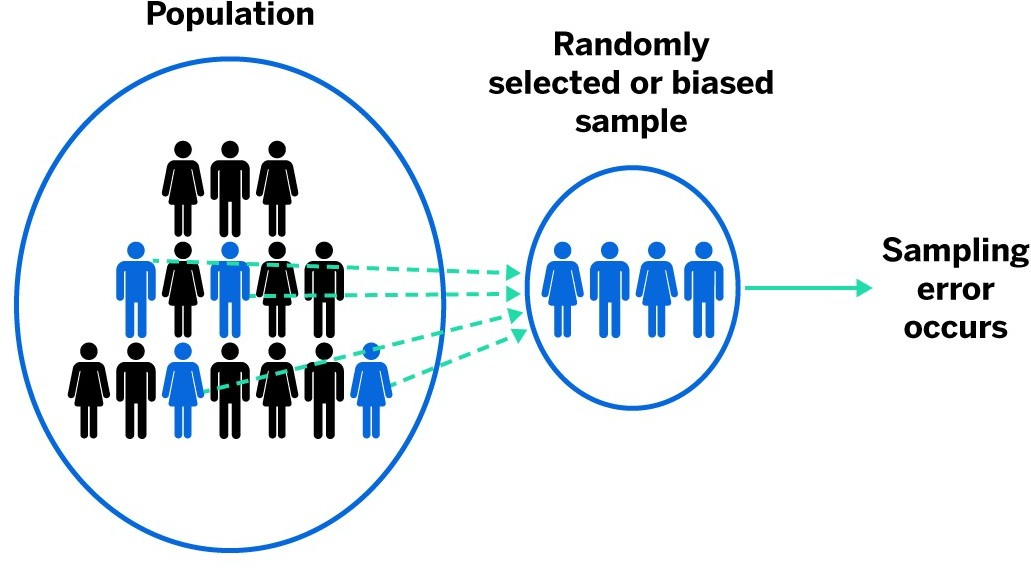 Population
Randomly
selected or biased
sample
Sampling
error
occurs